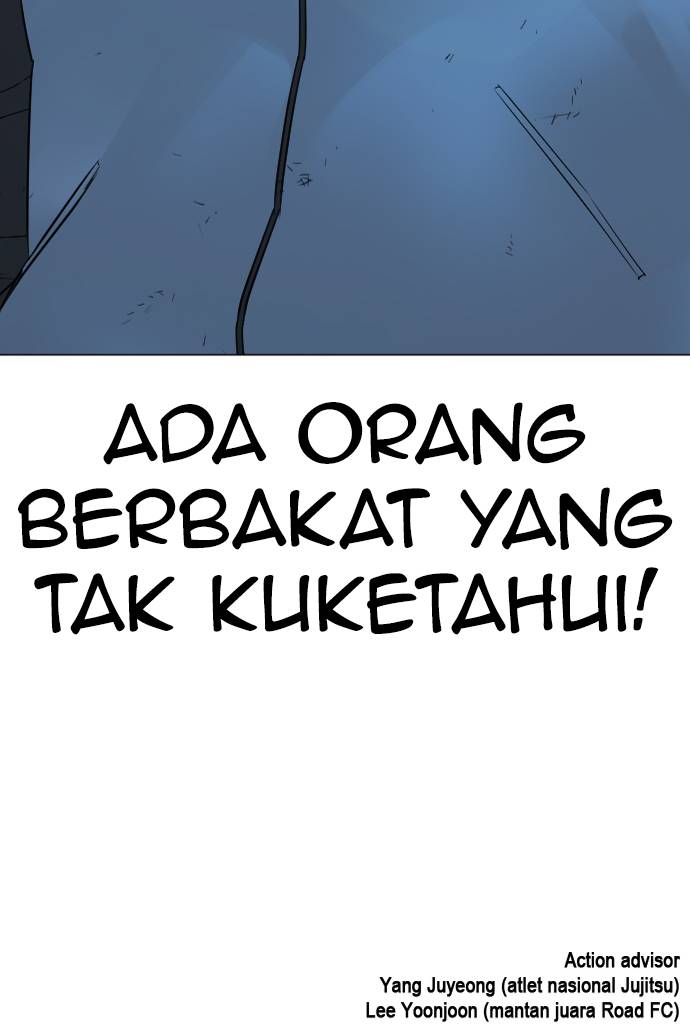 ADA ORANG
BERBAKAT YANG
TAK KUKETAHUI!
Action advisor
Yang Juyeong (atlet nasional Jujitsu)
Lee Yoonjoon (mantan juara Road FC)